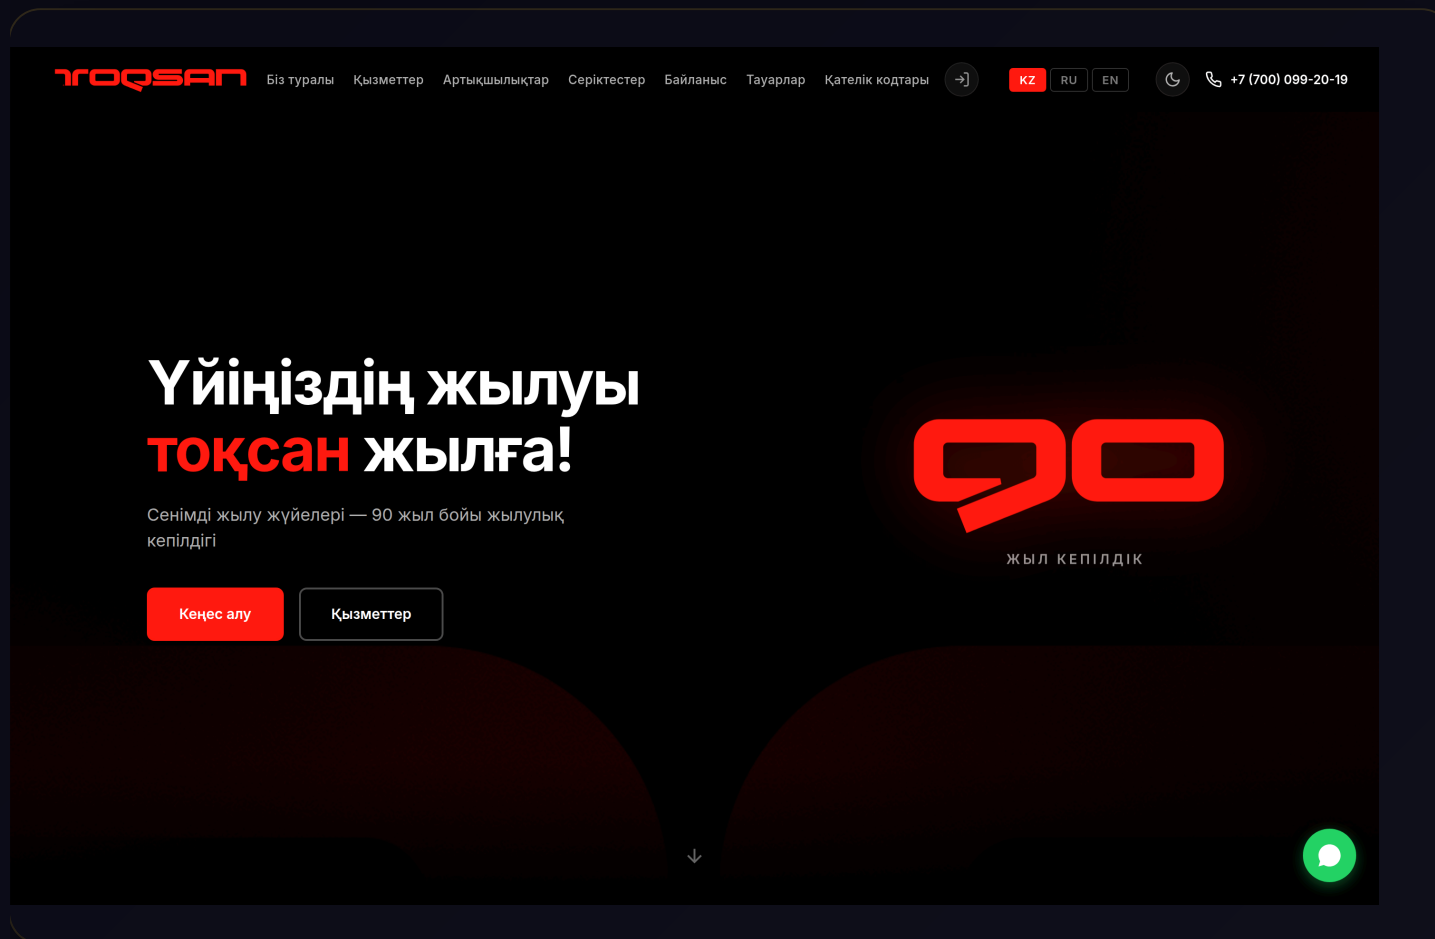 TOQSAN
Біз туралы
Қызметтер
Артықшылықтар
Серіктестер
Байланыс
Тауарлар
Қателік кодтары
KZ
RU
EN
+7 (700) 099-20-19
Үйіңіздің жылуы
тоқсан жылға!
Сенімді жылу жүйелері — 90 жыл бойы жылулық
кепілдігі
Кеңес алу
Қызметтер
90
ЖЫЛ КЕПІЛДІК